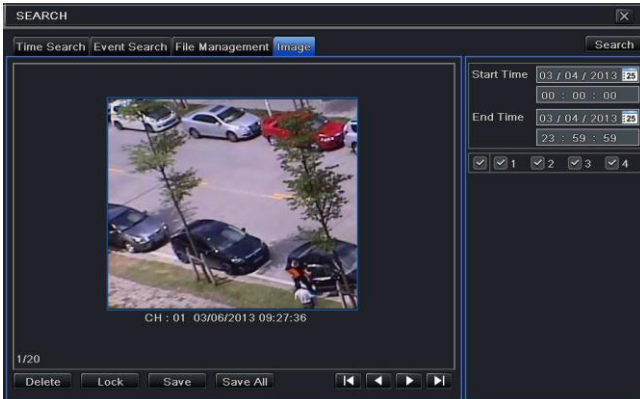 SEARCH
Time Search Event Search File Management Image
Search
Start Time 03 / 04 / 2013 25
00 : 00 : 00
End Time 03 / 04 / 2013 25
23 : 59 : 59
1 2 3 4
CH : 01 03/06/2013 09:27:36
1/20
Delete Lock Save Save All